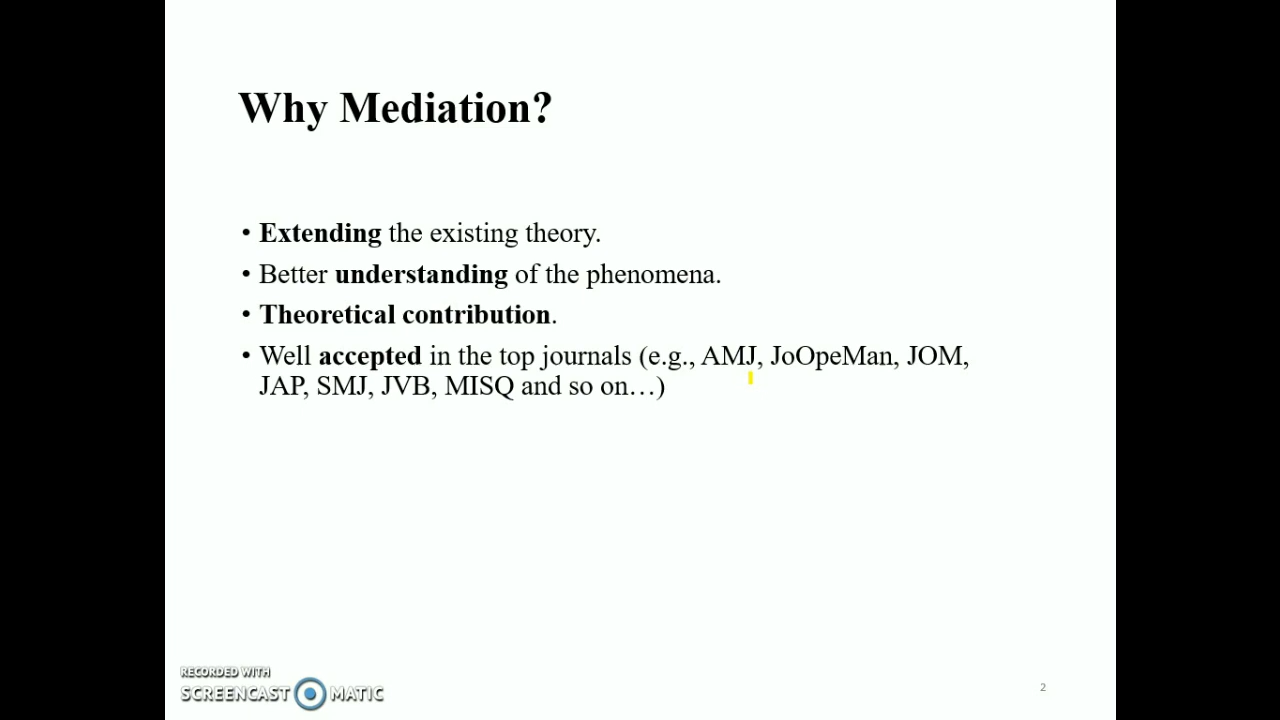 Why Mediation?
• Extending the existing theory.
• Better understanding of the phenomena.
• Theoretical contribution.
• Well accepted in the top journals (e.g., AMJ, JoOpeMan, JOM,
JAP, SMJ, JVB, MISQ and so on…)
RECORDED WITH
SCREENCAST MATIC
2